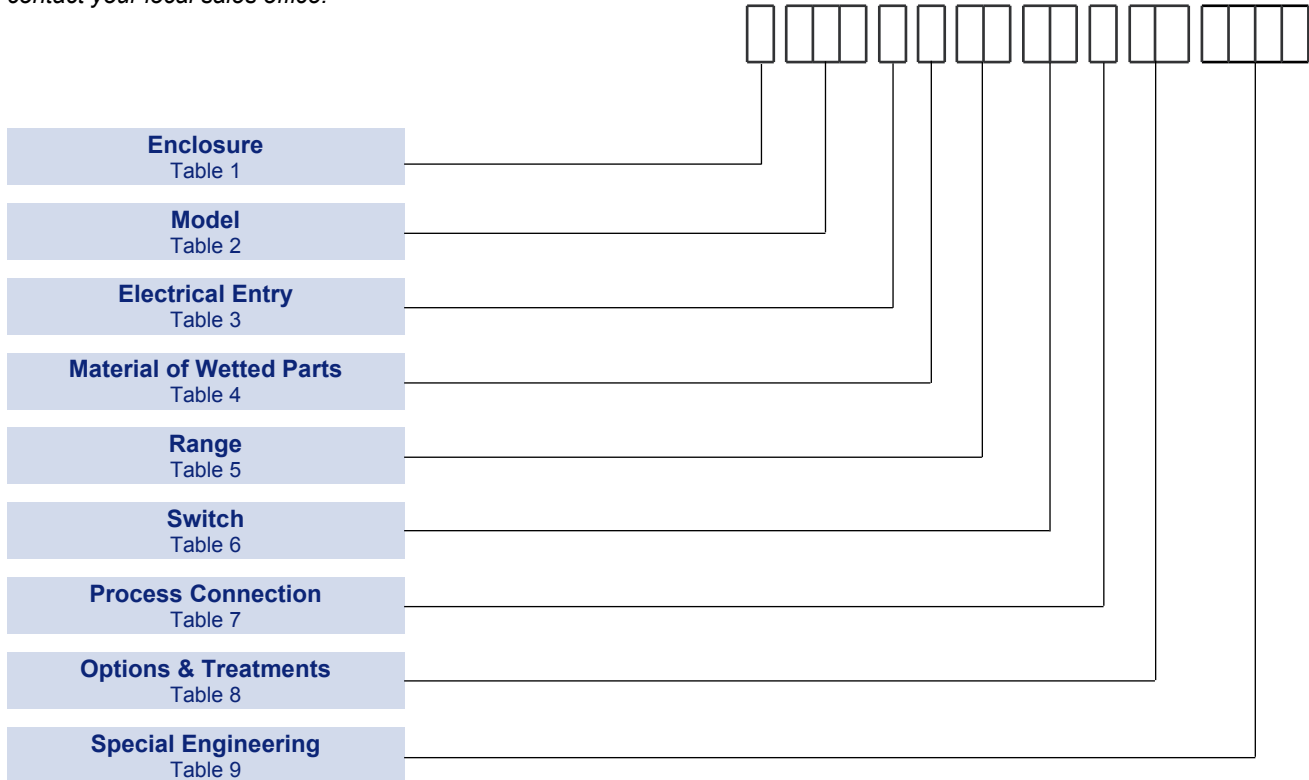 contact your local sales office.
Enclosure
Table 1
Model
Table 2
Electrical Entry
Table 3
Material of Wetted Parts
Table 4
Range
Table 5
Switch
Table 6
Process Connection
Table 7
Options & Treatments
Table 8
Special Engineering
Table 9